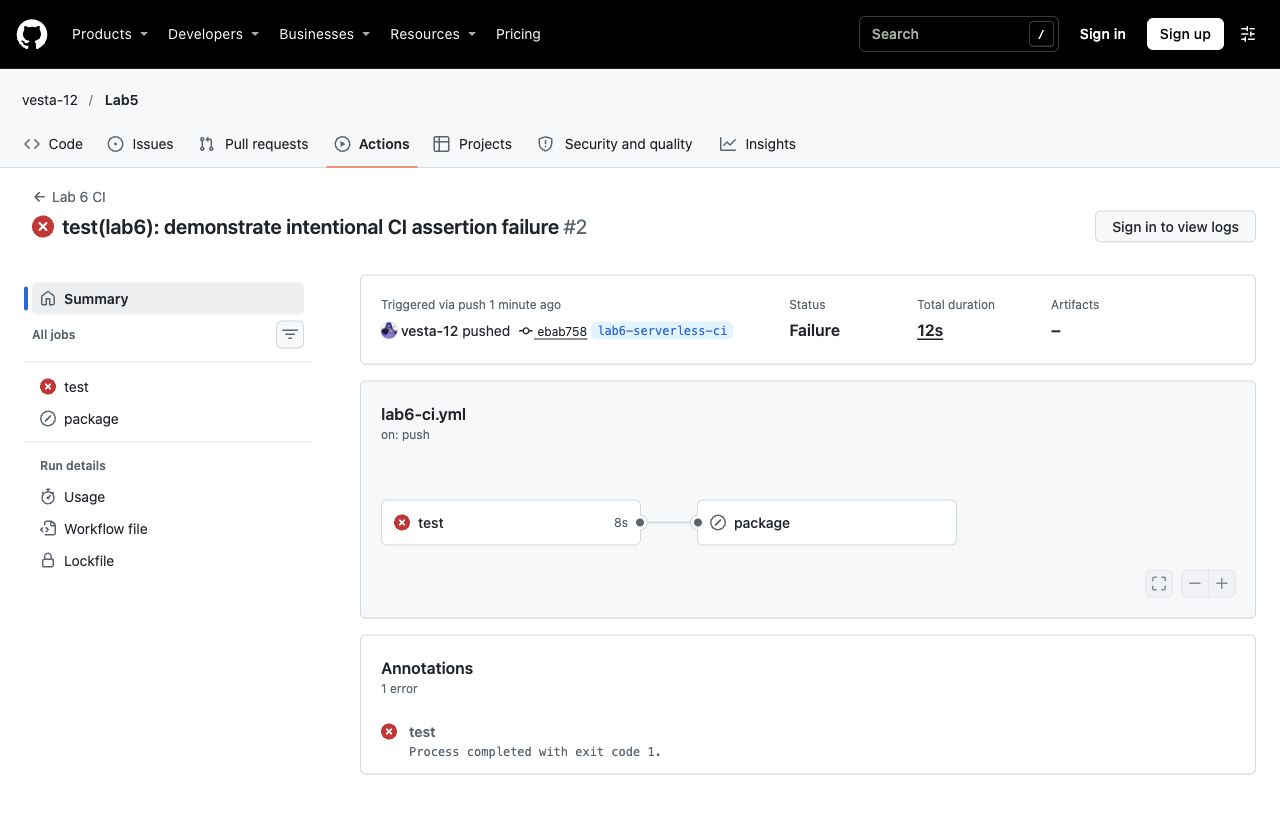 Products Developers Businesses Resources Pricing Search / Sign in Sign up
vesta-12 / Lab5
Code Issues Pull requests Actions Projects Security and quality Insights
Lab 6 CI
test(lab6): demonstrate intentional CI assertion failure #2
Sign in to view logs
Summary
All jobs
test
package
Run details
Usage
Workflow file
Lockfile
Triggered via push 1 minute ago
vesta-12 pushed ebab758 lab6-serverless-ci
Status
Failure
Total duration
12s
Artifacts
–
lab6-ci.yml
on: push
test 8s
package
Annotations
1 error
test
Process completed with exit code 1.